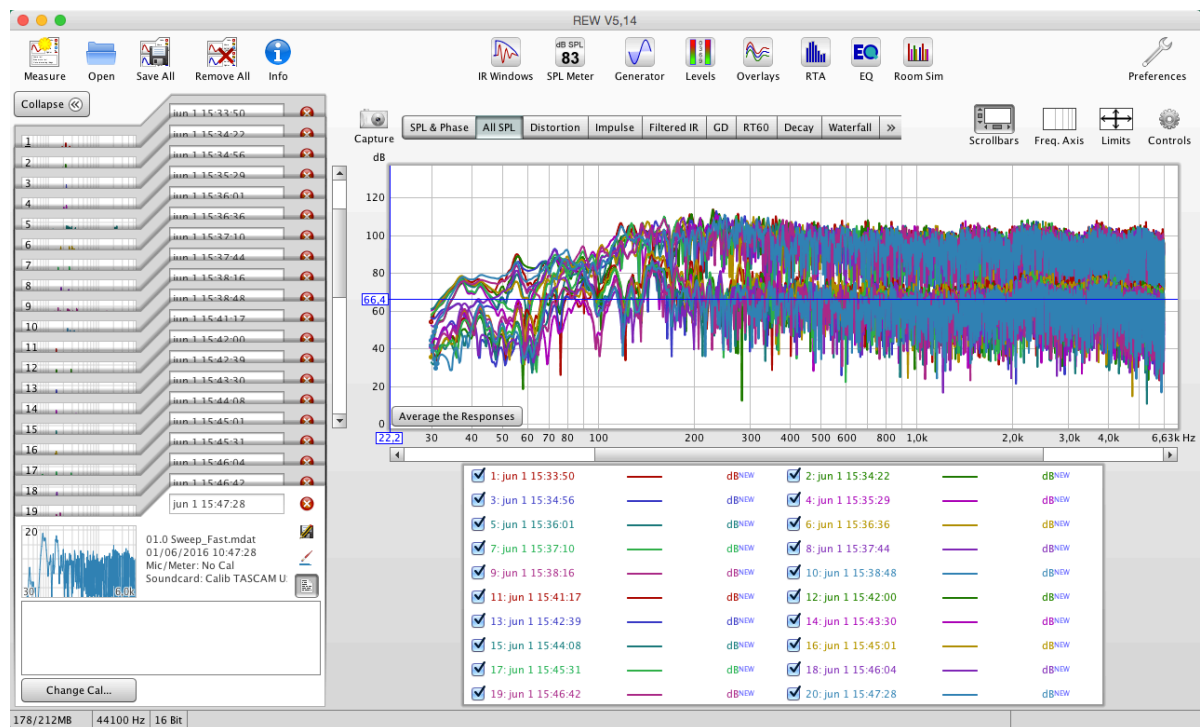 REW V5,14
dB SPL
83
Measure Open Save All Remove All Info IR Windows SPL Meter Generator Levels Overlays RTA EQ Room Sim Preferences
Collapse
Capture
SPL & Phase All SPL Distortion Impulse Filtered IR GD RT60 Decay Waterfall »
Scrollbars Freq. Axis Limits Controls
jun 1 15:33:50
1 jun 1 15:34:22
2 jun 1 15:34:56
3 jun 1 15:35:29
4 jun 1 15:36:01
5 jun 1 15:36:36
6 jun 1 15:37:10
7 jun 1 15:37:44
8 jun 1 15:38:16
9 jun 1 15:38:48
10 jun 1 15:41:17
11 jun 1 15:42:00
12 jun 1 15:42:39
13 jun 1 15:43:30
14 jun 1 15:44:08
15 jun 1 15:45:01
16 jun 1 15:45:31
17 jun 1 15:46:04
18 jun 1 15:46:42
19 jun 1 15:47:28
dB
120
100
80
66,4
60
40
20
0
Average the Responses
22,2 30 40 50 60 70 80 100 200 300 400 500 600 800 1,0k 2,0k 3,0k 4,0k 6,63k Hz
1: jun 1 15:33:50 dBNEW 2: jun 1 15:34:22 dBNEW
3: jun 1 15:34:56 dBNEW 4: jun 1 15:35:29 dBNEW
5: jun 1 15:36:01 dBNEW 6: jun 1 15:36:36 dBNEW
7: jun 1 15:37:10 dBNEW 8: jun 1 15:37:44 dBNEW
9: jun 1 15:38:16 dBNEW 10: jun 1 15:38:48 dBNEW
11: jun 1 15:41:17 dBNEW 12: jun 1 15:42:00 dBNEW
13: jun 1 15:42:39 dBNEW 14: jun 1 15:43:30 dBNEW
15: jun 1 15:44:08 dBNEW 16: jun 1 15:45:01 dBNEW
17: jun 1 15:45:31 dBNEW 18: jun 1 15:46:04 dBNEW
19: jun 1 15:46:42 dBNEW 20: jun 1 15:47:28 dBNEW
20
30 6,0k
01.0 Sweep_Fast.mdat
01/06/2016 10:47:28
Mic/Meter: No Cal
Soundcard: Calib TASCAM U
Change Cal...
178/212MB 44100 Hz 16 Bit